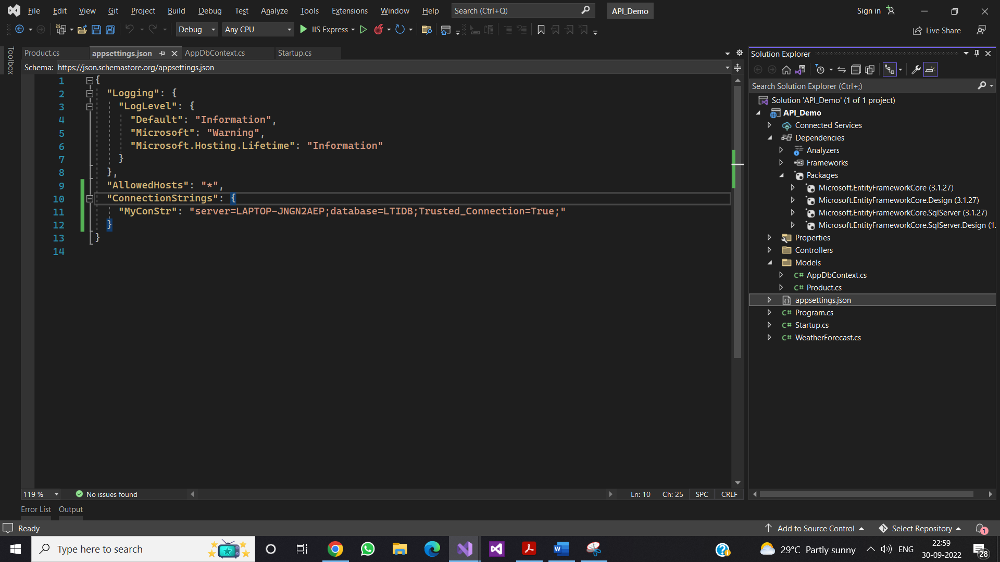 File Edit View Git Project Build Debug Test Analyze Tools Extensions Window Help Search (Ctrl+Q) API_Demo Sign in
Debug Any CPU IIS Express Live Share
Toolbox
Product.cs appsettings.json AppDbContext.cs Startup.cs
Schema: https://json.schemastore.org/appsettings.json
1 {
2 "Logging": {
3 "LogLevel": {
4 "Default": "Information",
5 "Microsoft": "Warning",
6 "Microsoft.Hosting.Lifetime": "Information"
7 }
8 },
9 "AllowedHosts": "*",
10 "ConnectionStrings": {
11 "MyConStr": "server=LAPTOP-JNGN2AEP;database=LTIDB;Trusted_Connection=True;"
12 }
13 }
14
119 % No issues found Ln: 10 Ch: 25 SPC CRLF
Error List Output
Solution Explorer
Search Solution Explorer (Ctrl+;)
Solution 'API_Demo' (1 of 1 project)
API_Demo
Connected Services
Dependencies
Analyzers
Frameworks
Packages
Microsoft.EntityFrameworkCore (3.1.27)
Microsoft.EntityFrameworkCore.Design (3.1.27)
Microsoft.EntityFrameworkCore.SqlServer (3.1.27)
Microsoft.EntityFrameworkCore.SqlServer.Design (1.
Properties
Controllers
Models
C# AppDbContext.cs
C# Product.cs
appsettings.json
C# Program.cs
C# Startup.cs
C# WeatherForecast.cs
Ready Add to Source Control Select Repository 1
Type here to search 29°C Partly sunny ENG 22:59
30-09-2022 28